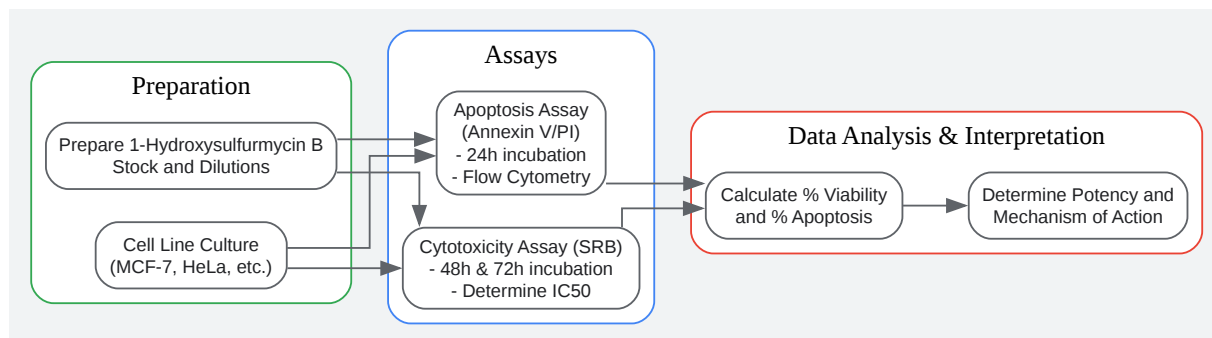 Preparation
Prepare 1-Hydroxysulfurmycin B
Stock and Dilutions
Cell Line Culture
(MCF-7, HeLa, etc.)
Assays
Apoptosis Assay
(Annexin V/PI)
- 24h incubation
- Flow Cytometry
Cytotoxicity Assay (SRB)
- 48h & 72h incubation
- Determine IC50
Data Analysis & Interpretation
Calculate % Viability
and % Apoptosis
Determine Potency and
Mechanism of Action